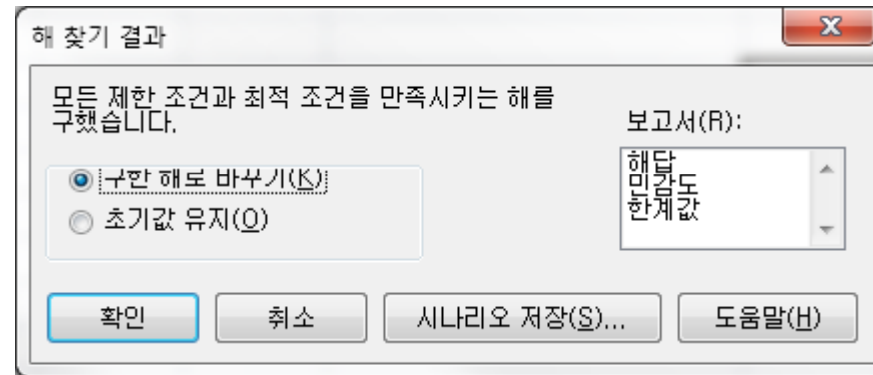 해 찾기 결과
모든 제한 조건과 최적 조건을 만족시키는 해를
구했습니다.
구한 해로 바꾸기(K)
초기값 유지(O)
보고서(R):
해답
민감도
한계값
확인
취소
시나리오 저장(S)...
도움말(H)